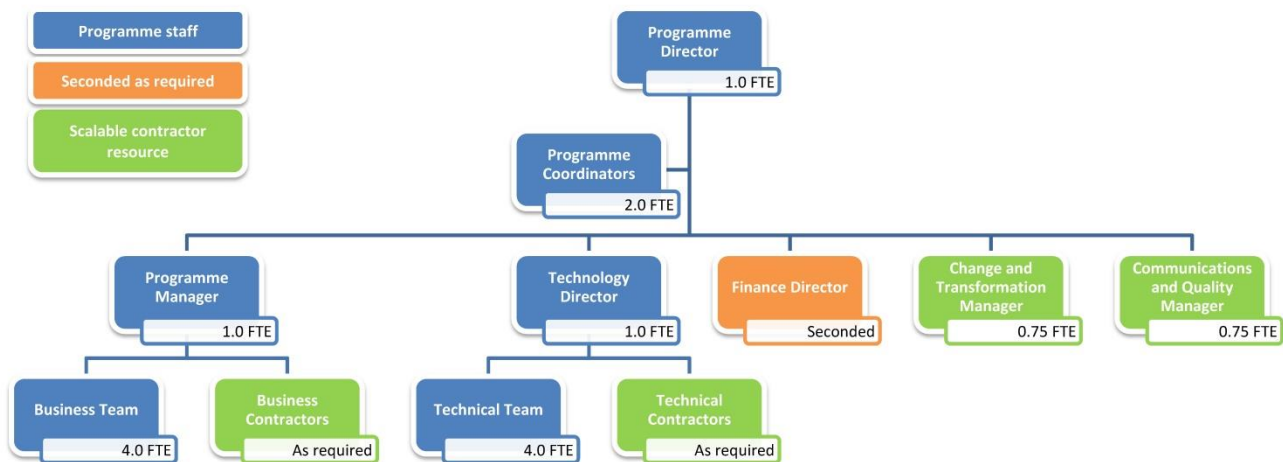 Programme staff
Seconded as required
Scalable contractor
resource
Programme
Director
1.0 FTE
Programme
Coordinators
2.0 FTE
Programme
Manager
1.0 FTE
Technology
Director
1.0 FTE
Finance Director
Seconded
Change and
Transformation
Manager
0.75 FTE
Communications
and Quality
Manager
0.75 FTE
Business Team
4.0 FTE
Business
Contractors
As required
Technical Team
4.0 FTE
Technical
Contractors
As required